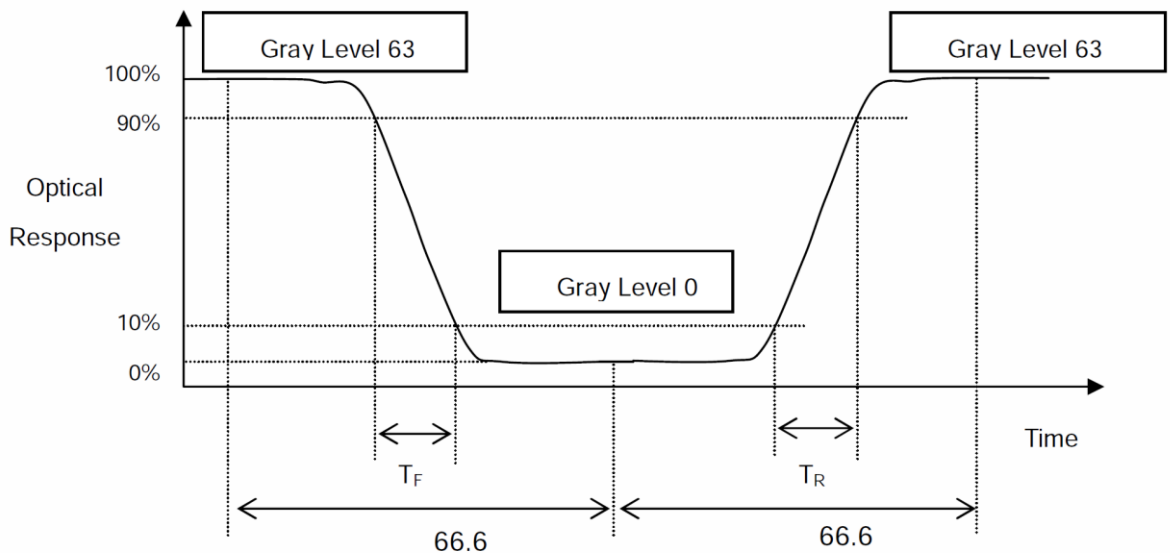 Gray Level 63
Gray Level 63
100%
90%
Optical
Response
Gray Level 0
10%
0%
Time
TF
TR
66.6
66.6